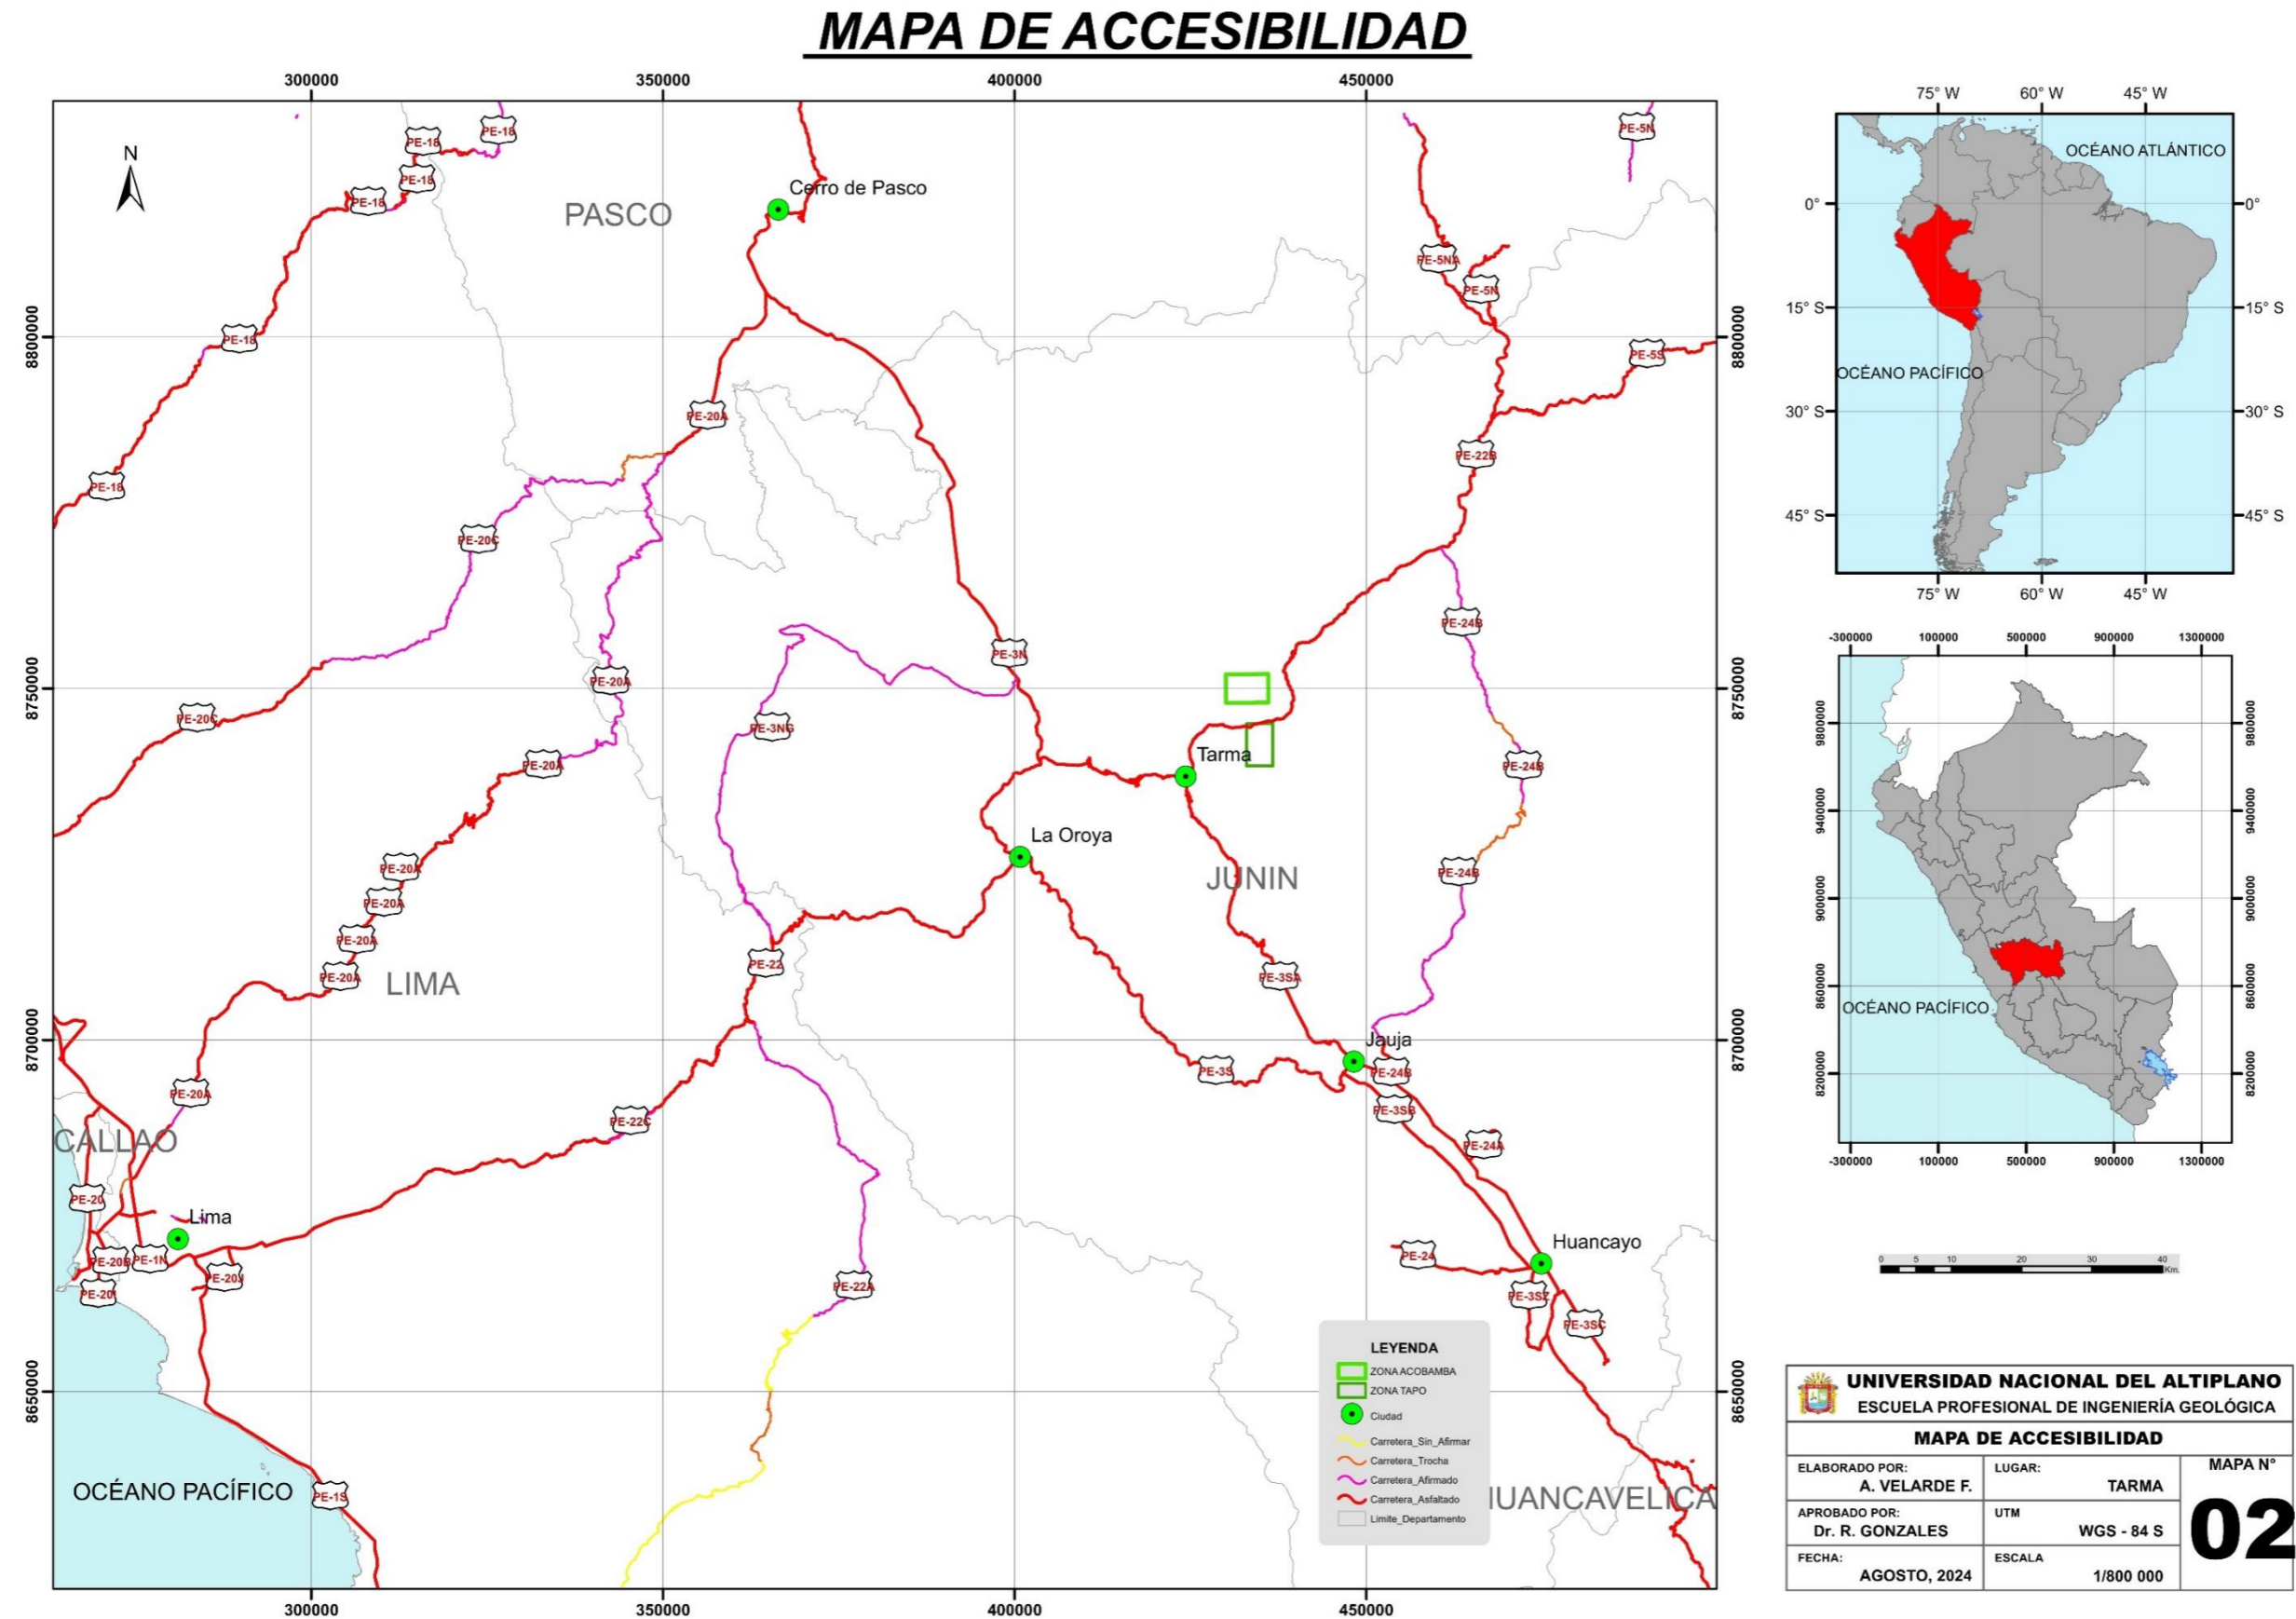 MAPA DE ACCESIBILIDAD
300000
350000
400000
450000
N
PE-18
PE-18
PE-18
PE-18
PE-5N
Cerro de Pasco
PASCO
PE-5NA
PE-5N
8800000
8800000
PE-18
PE-5S
PE-20A
PE-22B
PE-18
PE-20C
PE-24B
PE-3N
8750000
8750000
PE-20A
PE-20C
PE-3NG
Tarma
PE-20A
PE-24B
La Oroya
PE-20A
JUNIN
PE-24B
PE-20A
PE-20A
PE-22
PE-20A
PE-3SA
LIMA
8700000
8700000
Jauja
PE-3S
PE-24B
PE-20A
PE-3SB
PE-22C
CALLAO
PE-24A
PE-20
Lima
Huancayo
PE-20B
PE-1N
PE-24
PE-20J
PE-20I
PE-22A
PE-3SZ
PE-3SC
8650000
8650000
LEYENDA
ZONA ACOBAMBA
ZONA TAPO
Ciudad
Carretera_Sin_Afirmar
Carretera_Trocha
Carretera_Afirmado
Carretera_Asfaltado
Limite_Departamento
OCÉANO PACÍFICO
PE-1S
HUANCAVELICA
300000
350000
400000
450000
75° W
60° W
45° W
OCÉANO ATLÁNTICO
0°
0°
15° S
15° S
OCÉANO PACÍFICO
30° S
30° S
45° S
45° S
75° W
60° W
45° W
-300000
100000
500000
900000
1300000
9800000
9800000
9400000
9400000
9000000
9000000
8600000
8600000
OCÉANO PACÍFICO
8200000
8200000
-300000
100000
500000
900000
1300000
0 5 10 20 30 40
Km.
UNIVERSIDAD NACIONAL DEL ALTIPLANO
ESCUELA PROFESIONAL DE INGENIERÍA GEOLÓGICA
MAPA DE ACCESIBILIDAD
ELABORADO POR:
A. VELARDE F.
LUGAR:
TARMA
MAPA N°
02
APROBADO POR:
Dr. R. GONZALES
UTM
WGS - 84 S
FECHA:
AGOSTO, 2024
ESCALA
1/800 000